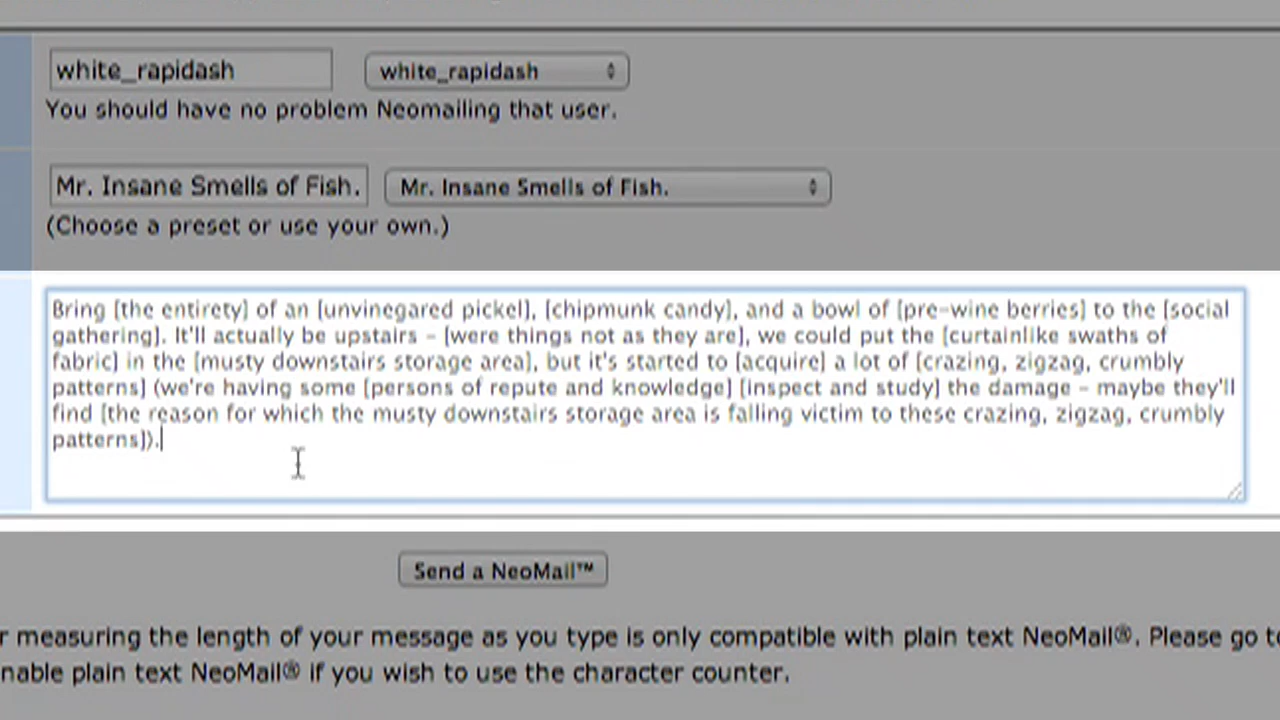 white_rapidash white_rapidash
You should have no problem Neomailing that user.
Mr. Insane Smells of Fish. Mr. Insane Smells of Fish.
(Choose a preset or use your own.)
Bring [the entirety] of an [unvinegared pickel], [chipmunk candy], and a bowl of [pre-wine berries] to the [social
gathering]. It'll actually be upstairs - [were things not as they are], we could put the [curtainlike swaths of
fabric] in the [musty downstairs storage area], but it's started to [acquire] a lot of [crazing, zigzag, crumbly
patterns] (we're having some [persons of repute and knowledge] [inspect and study] the damage - maybe they'll
find [the reason for which the musty downstairs storage area is falling victim to these crazing, zigzag, crumbly
patterns]).
Send a NeoMail™
r measuring the length of your message as you type is only compatible with plain text NeoMail®. Please go to
nable plain text NeoMail® if you wish to use the character counter.